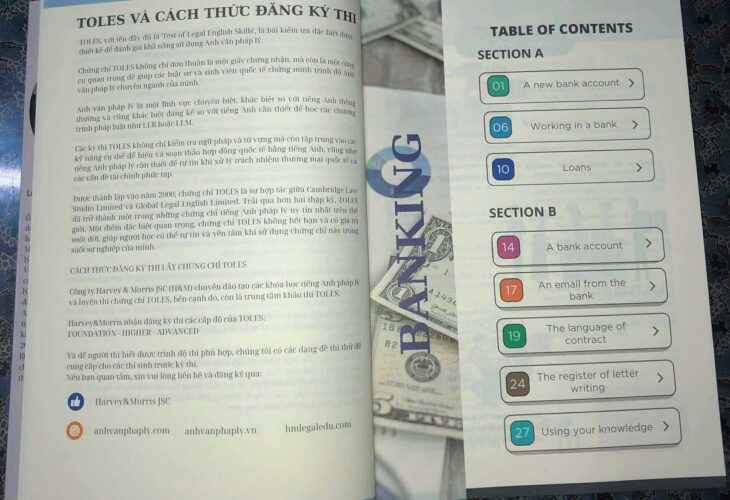 TOLES VÀ CÁCH THỨC ĐĂNG KÝ THI
TOLES, với tên đầy đủ là 'Test of Legal English Skills', là bài kiểm tra đặc biệt được
thiết kế để đánh giá khả năng sử dụng Anh văn pháp lý.
Chứng chỉ TOLES không chỉ đơn thuần là một giấy chứng nhận, mà còn là một công
cụ quan trọng để giúp các luật sư và sinh viên quốc tế chứng minh trình độ Anh
văn pháp lý chuyên ngành của mình.
Anh văn pháp lý là một lĩnh vực chuyên biệt, khác biệt so với tiếng Anh thông
thường và cũng khác biệt đáng kể so với tiếng Anh cần thiết để học các chương
trình pháp luật như LLB hoặc LLM.
Các kỳ thi TOLES không chỉ kiểm tra ngữ pháp và từ vựng mà còn tập trung vào các
kỹ năng cụ thể để hiểu và soạn thảo hợp đồng quốc tế bằng tiếng Anh, cũng như
tiếng Anh pháp lý cần thiết để tự tin khi xử lý trách nhiệm thương mại quốc tế và
các vấn đề tài chính phức tạp.
Được thành lập vào năm 2000, chứng chỉ TOLES là sự hợp tác giữa Cambridge Law
Studio Limited và Global Legal English Limited. Trải qua hơn hai thập kỷ, TOLES
đã trở thành một trong những chứng chỉ tiếng Anh pháp lý uy tín nhất trên thế
giới. Một điểm đặc biệt quan trọng, chứng chỉ TOLES không hết hạn và có giá trị
suốt đời, giúp người học có thể tự tin và yên tâm khi sử dụng chứng chỉ này trong
suốt sự nghiệp của mình.
CÁCH THỨC ĐĂNG KÝ THI LẤY CHỨNG CHỈ TOLES
Công ty Harvey & Morris JSC (H&M) chuyên đào tạo các khóa học tiếng Anh pháp lý
và luyện thi chứng chỉ TOLES, bên cạnh đó, còn là trung tâm khảo thí TOLES.
Harvey&Morris nhận đăng ký thi các cấp độ của TOLES:
FOUNDATION - HIGHER - ADVANCED
Và để người thi biết được trình độ thi phù hợp, chúng tôi có các dạng đề thi thử để
cung cấp cho các thí sinh trước kỳ thi.
Nếu bạn quan tâm, xin vui lòng liên hệ và đăng ký qua:
Harvey&Morris JSC
anhvanphaply.com anhvanphaply.vn hmlegaledu.com
BANKING
TABLE OF CONTENTS
SECTION A
01 A new bank account
06 Working in a bank
10 Loans
SECTION B
14 A bank account
17 An email from the
bank
19 The language of
contract
24 The register of letter
writing
27 Using your knowledge